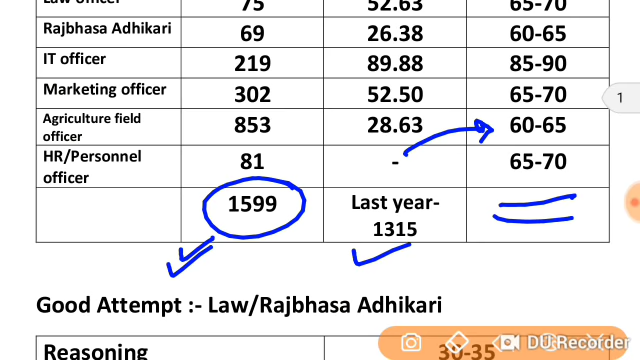 Law officer 75 52.63 65-70
Rajbhasa Adhikari 69 26.38 60-65
IT officer 219 89.88 85-90
Marketing officer 302 52.50 65-70
Agriculture field officer 853 28.63 60-65
HR/Personnel officer 81 - 65-70
1599 Last year-1315
1
Good Attempt :- Law/Rajbhasa Adhikari
Reasoning 30-35
DU Recorder